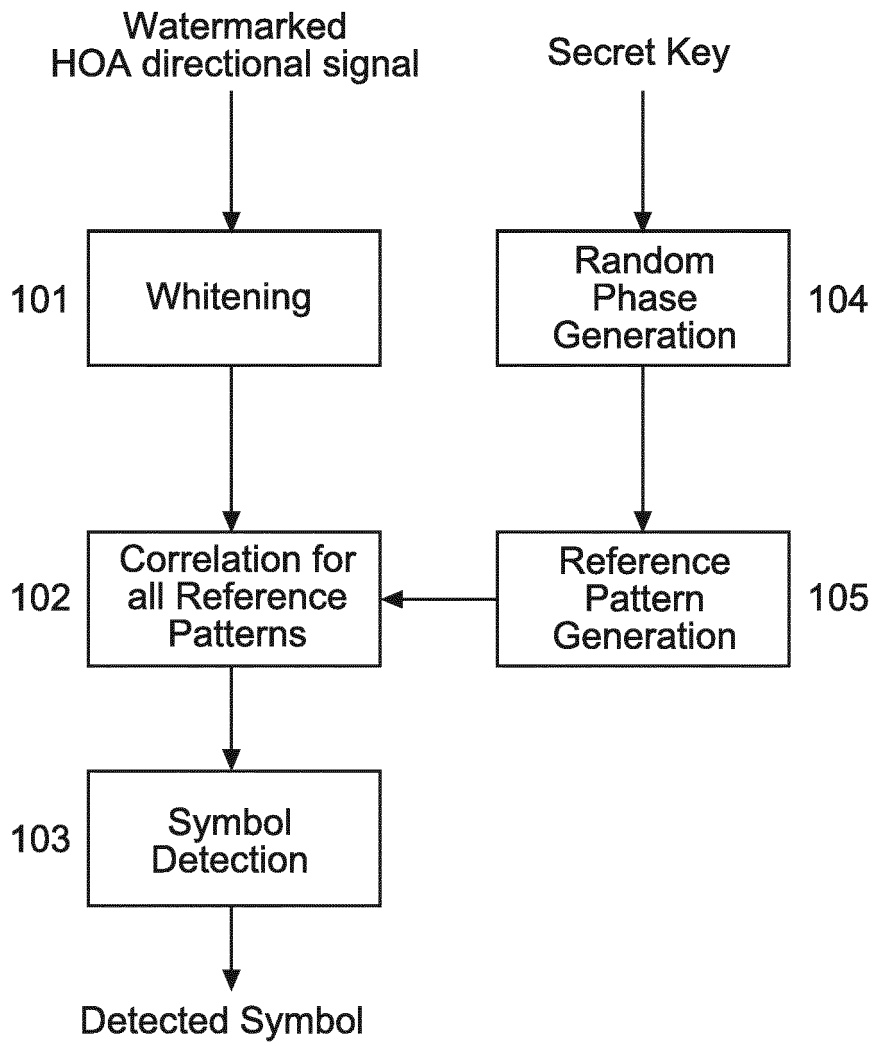 Watermarked
HOA directional signal
Secret Key
101
Whitening
Random
Phase
Generation
104
102
Correlation for
all Reference
Patterns
Reference
Pattern
Generation
105
103
Symbol
Detection
Detected Symbol